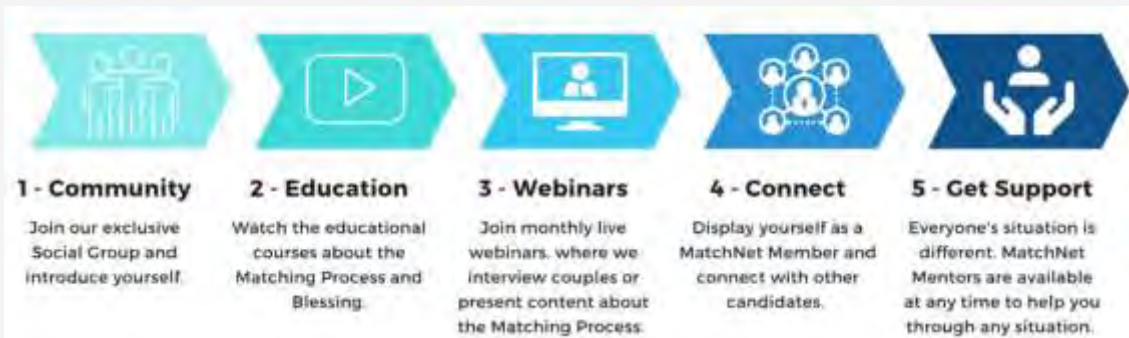 1 - Community
Join our exclusive
Social Group and
introduce yourself.
2 - Education
Watch the educational
courses about the
Matching Process and
Blessing.
3 - Webinars
Join monthly live
webinars, where we
interview couples or
present content about
the Matching Process
4 - Connect
Display yourself as a
MatchNet Member and
connect with other
candidates.
5 - Get Support
Everyone's situation is
different. MatchNet
Mentors are available
at any time to help you
through any situation.